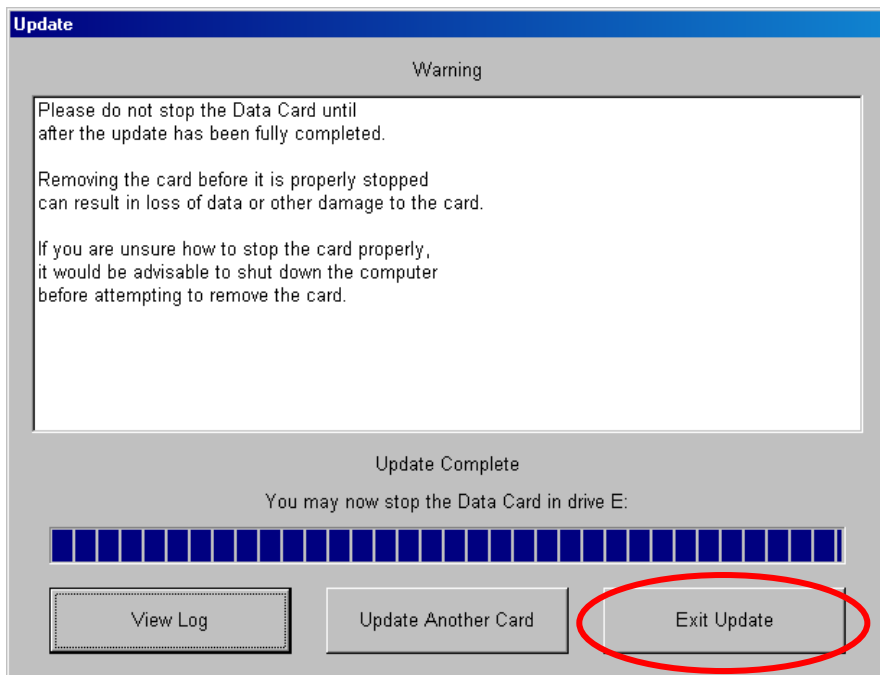 Update
Warning
Please do not stop the Data Card until
after the update has been fully completed.
Removing the card before it is properly stopped
can result in loss of data or other damage to the card.
If you are unsure how to stop the card properly,
it would be advisable to shut down the computer
before attempting to remove the card.
Update Complete
You may now stop the Data Card in drive E:
View Log
Update Another Card
Exit Update